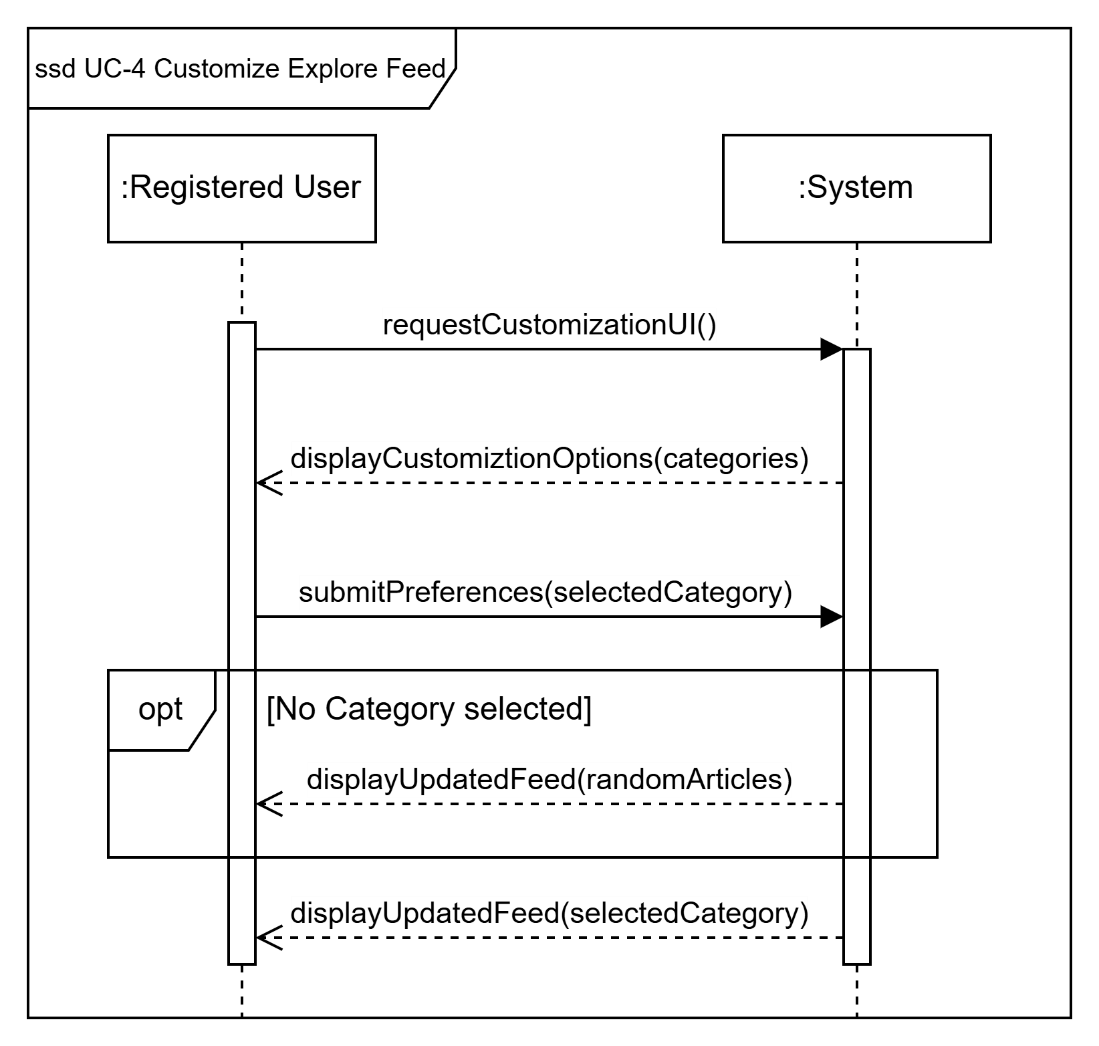 ssd UC-4 Customize Explore Feed
:Registered User
:System
requestCustomizationUI()
displayCustomiztionOptions(categories)
submitPreferences(selectedCategory)
opt
[No Category selected]
displayUpdatedFeed(randomArticles)
displayUpdatedFeed(selectedCategory)